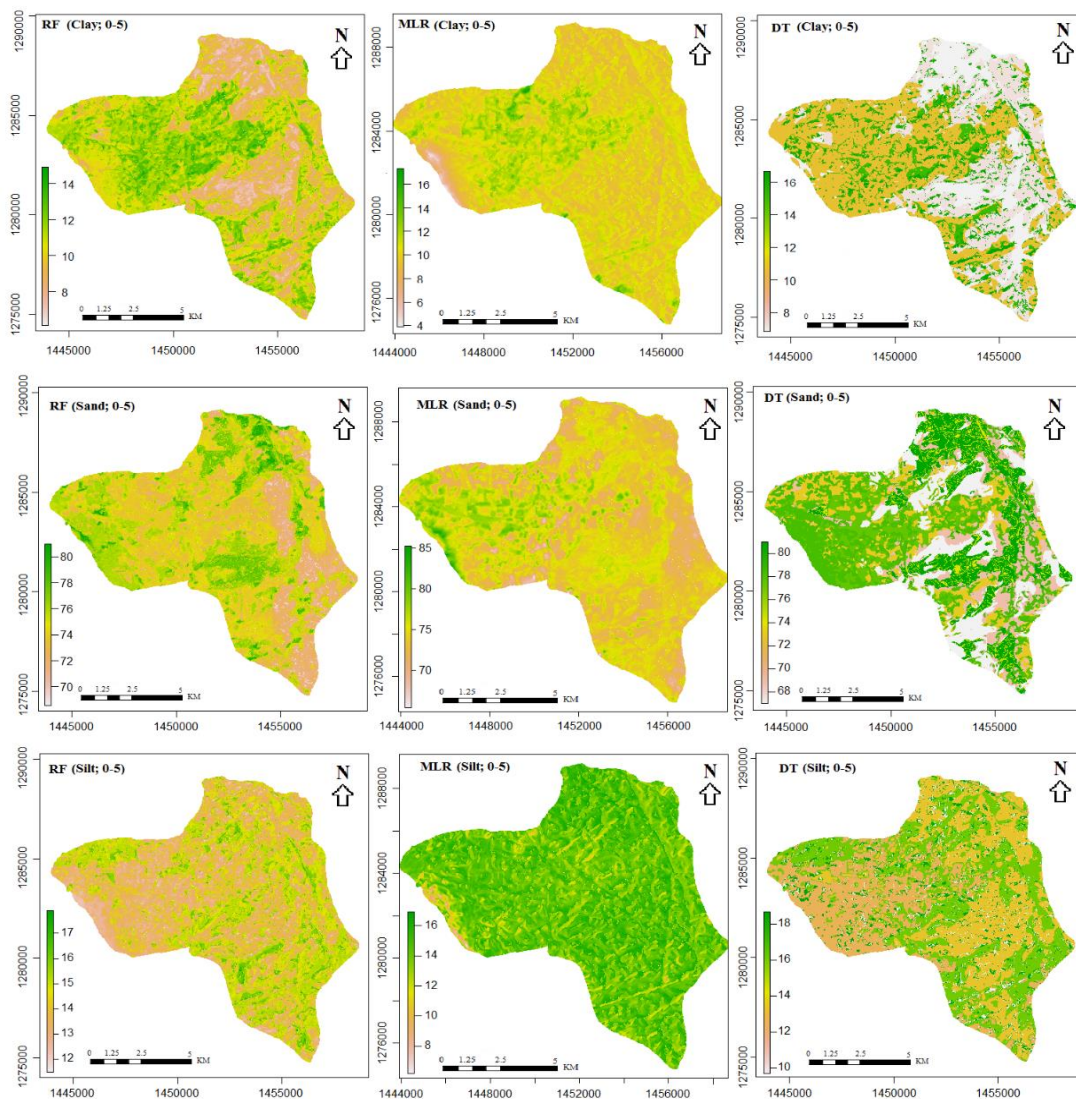 RF (Clay; 0-5)
N
1290000
1285000
1280000
1275000
14
12
10
8
0 1.25 2.5 5
KM
1445000 1450000 1455000
MLR (Clay; 0-5)
N
1288000
1284000
1280000
1276000
16
14
12
10
8
6
4
0 1.25 2.5 5
KM
1444000 1448000 1452000 1456000
DT (Clay; 0-5)
N
1290000
1285000
1280000
1275000
16
14
12
10
8
0 1.25 2.5 5
KM
1445000 1450000 1455000
RF (Sand; 0-5)
N
1290000
1285000
1280000
1275000
80
78
76
74
72
70
0 1.25 2.5 5
KM
1445000 1450000 1455000
MLR (Sand; 0-5)
N
1288000
1284000
1280000
1276000
85
80
75
70
0 1.25 2.5 5
KM
1444000 1448000 1452000 1456000
DT (Sand; 0-5)
N
1290000
1285000
1280000
1275000
80
78
76
74
72
70
68
0 1.25 2.5 5
KM
1445000 1450000 1455000
RF (Silt; 0-5)
N
1290000
1285000
1280000
1275000
17
16
15
14
13
12
0 1.25 2.5 5
KM
1445000 1450000 1455000
MLR (Silt; 0-5)
N
1288000
1284000
1280000
1276000
16
14
12
10
8
0 1.25 2.5 5
KM
1444000 1448000 1452000 1456000
DT (Silt; 0-5)
N
1290000
1285000
1280000
1275000
18
16
14
12
10
0 1.25 2.5 5
KM
1445000 1450000 1455000